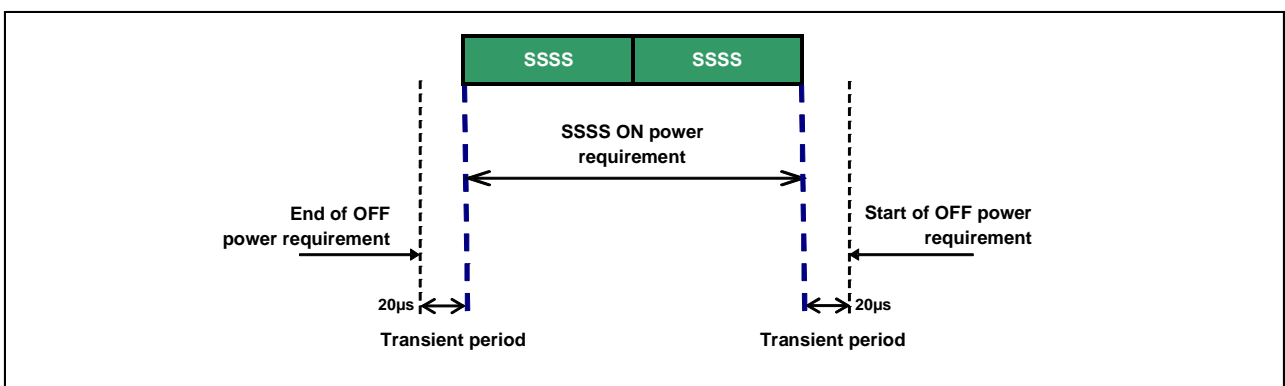 SSSS SSSS
SSSS ON power
requirement
End of OFF
power requirement
Start of OFF power
requirement
20µs
20µs
Transient period
Transient period